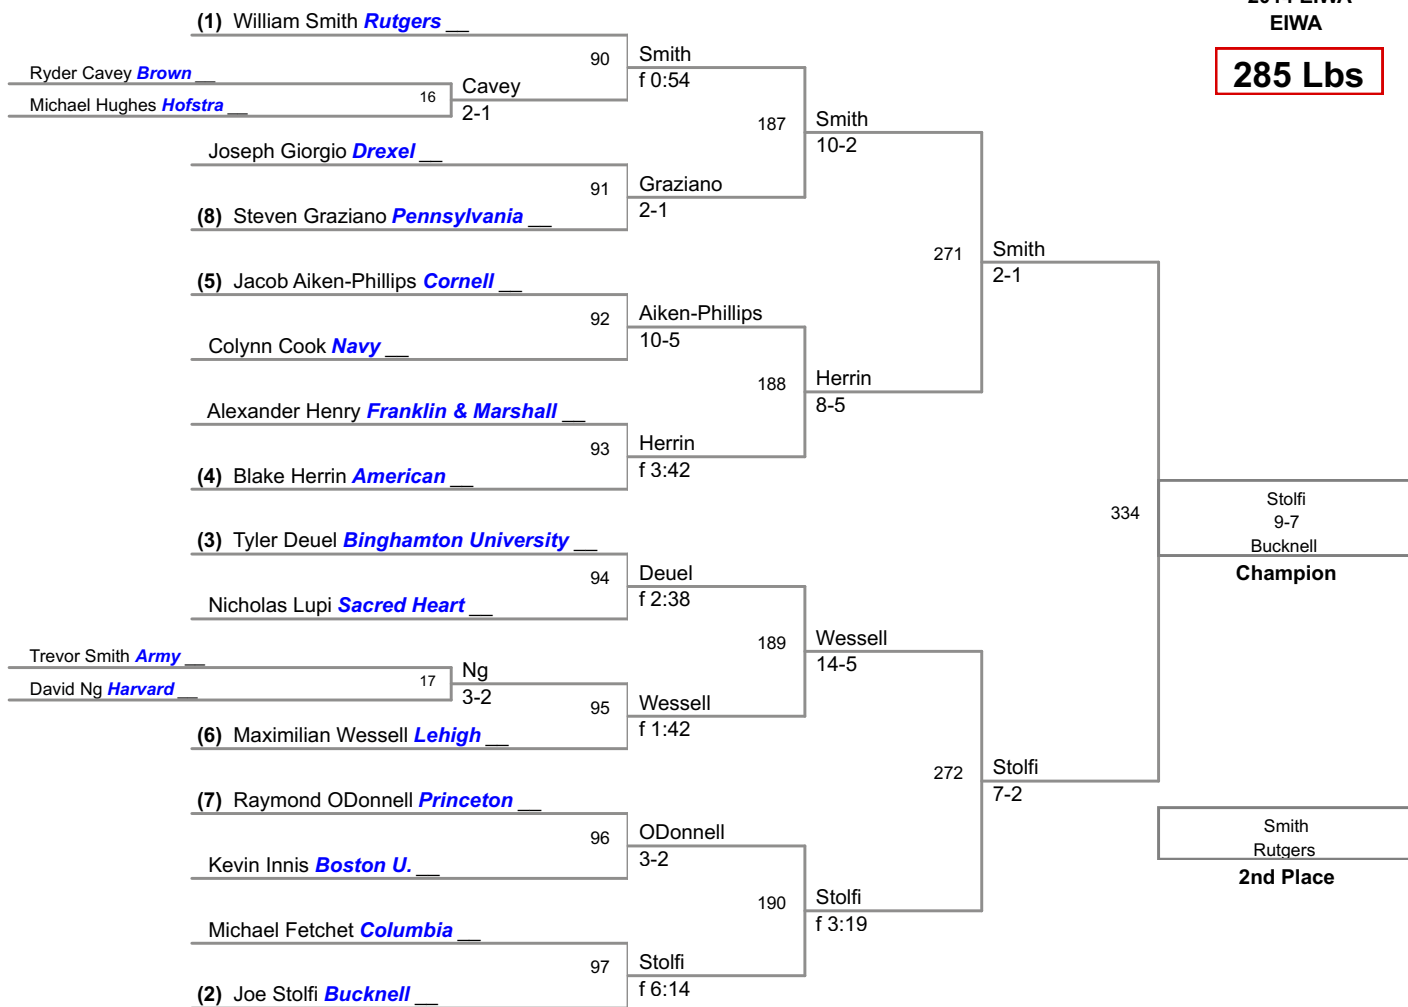 2014 EIWA
EIWA
285 Lbs
(1) William Smith Rutgers __
90
Smith
f 0:54
Ryder Cavey Brown __
16
Cavey
2-1
Michael Hughes Hofstra __
187
Smith
10-2
Joseph Giorgio Drexel __
91
Graziano
2-1
(8) Steven Graziano Pennsylvania __
271
Smith
2-1
(5) Jacob Aiken-Phillips Cornell __
92
Aiken-Phillips
10-5
Colynn Cook Navy __
188
Herrin
8-5
Alexander Henry Franklin & Marshall __
93
Herrin
f 3:42
(4) Blake Herrin American __
334
Stolfi
9-7
Bucknell
Champion
(3) Tyler Deuel Binghamton University __
94
Deuel
f 2:38
Nicholas Lupi Sacred Heart __
189
Wessell
14-5
Trevor Smith Army __
17
Ng
3-2
David Ng Harvard __
95
Wessell
f 1:42
(6) Maximilian Wessell Lehigh __
272
Stolfi
7-2
(7) Raymond ODonnell Princeton __
96
ODonnell
3-2
Kevin Innis Boston U. __
Smith
Rutgers
2nd Place
190
Stolfi
f 3:19
Michael Fetchet Columbia __
97
Stolfi
f 6:14
(2) Joe Stolfi Bucknell __